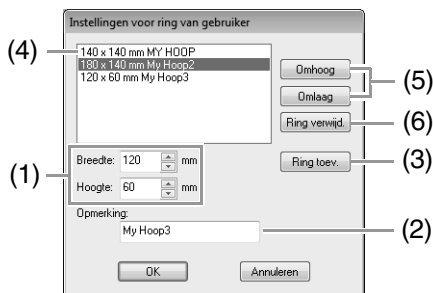 Instellingen voor ring van gebruiker
(4)
140 x 140 mm MY HOOP
180 x 140 mm My Hoop2
120 x 60 mm My Hoop3
Omhoog
Omlaag
(5)
Ring verwijd.
(6)
(1)
Breedte: 120 mm
Hoogte: 60 mm
Ring toev.
(3)
Opmerking:
My Hoop3
(2)
OK
Annuleren